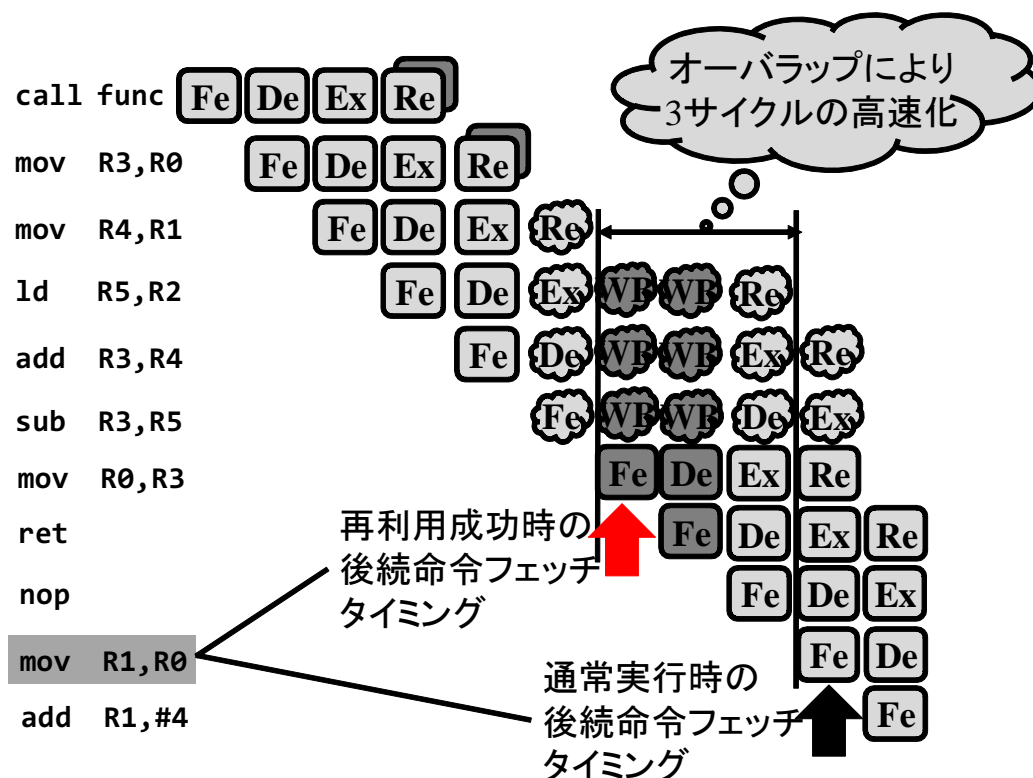 オーバラップにより
3サイクルの高速化
call func Fe De Ex Re
mov R3,R0 Fe De Ex Re
mov R4,R1 Fe De Ex Re
ld R5,R2 Fe De Ex WB WB Re
add R3,R4 Fe De WB WB Ex Re
sub R3,R5 Fe WB WB De Ex
mov R0,R3 Fe De Ex Re
ret Fe De Ex Re
nop Fe De Ex
mov R1,R0 Fe De
add R1,#4 Fe
再利用成功時の
後続命令フェッチ
タイミング
通常実行時の
後続命令フェッチ
タイミング